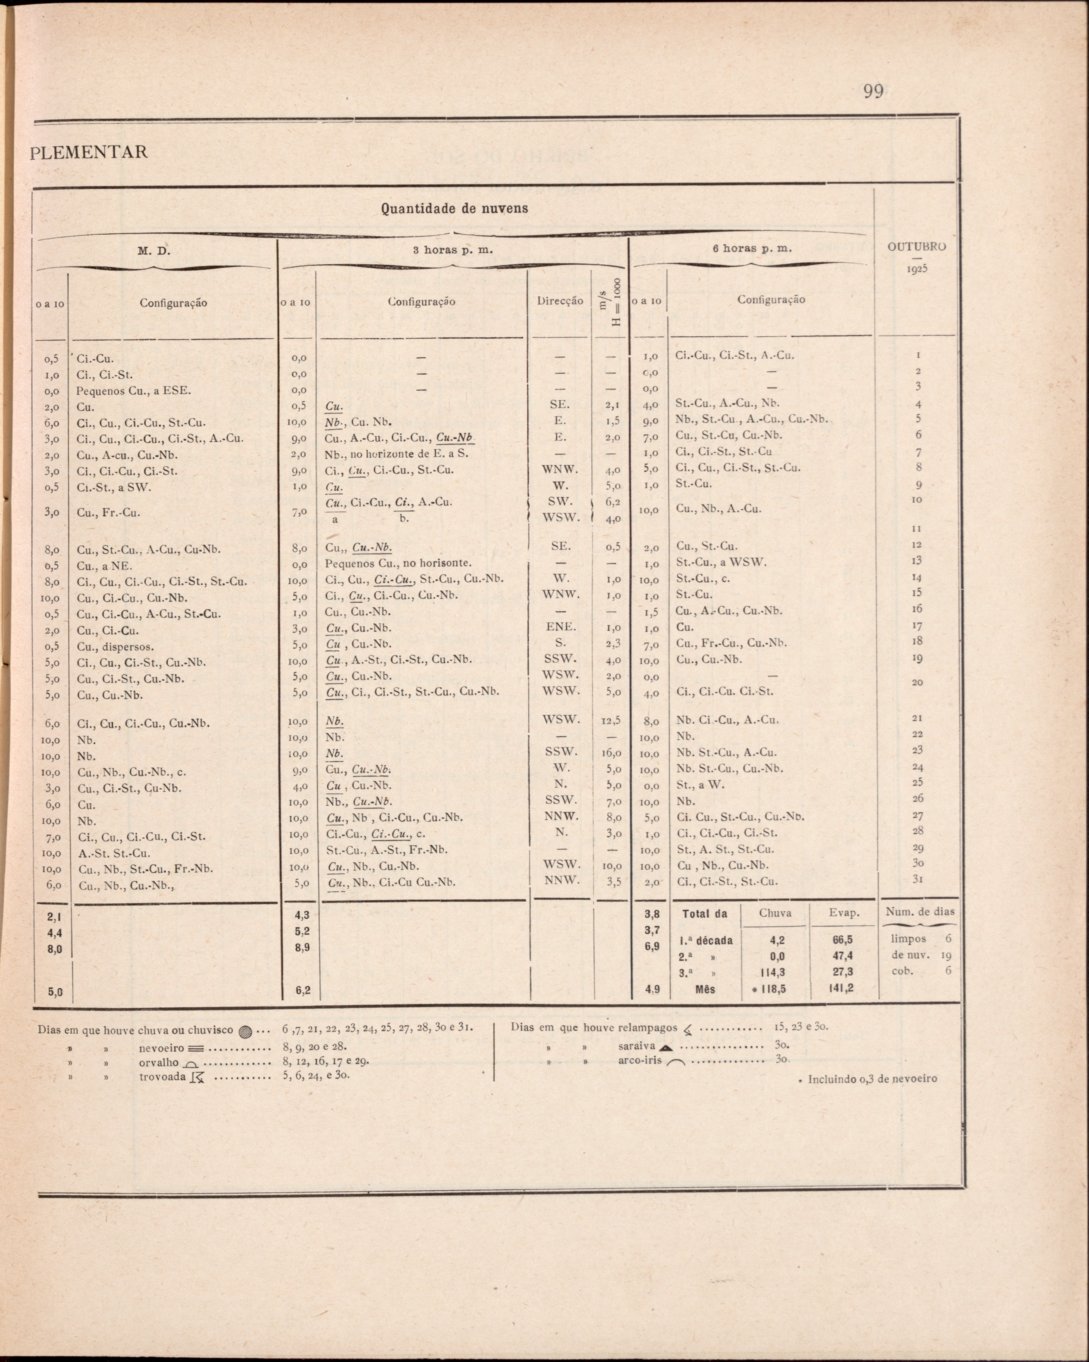 99
PLEMENTAR
Quantidade de nuvens
M. D. 3 horas p. m. 6 horas p. m. OUTUBRO
—
1925
0 a 10 Configuração 0 a 10 Configuração Direcção m/s H = 1000 0 a 10 Configuração
0,5 Ci.-Cu. 0,0 — — — 1,0 Ci.-Cu., Ci.-St., A.-Cu. 1
1,0 Ci., Ci.-St. 0,0 — — — 0,0 — 2
0,0 Pequenos Cu., a ESE. 0,0 — — — 0,0 — 3
2,0 Cu. 0,5 Cu. SE. 2,1 4,0 St.-Cu., A.-Cu., Nb. 4
6,0 Ci., Cu., Ci.-Cu., St.-Cu. 10,0 Nb., Cu. Nb. E. 1,5 9,0 Nb., St.-Cu , A.-Cu., Cu.-Nb. 5
3,0 Ci., Cu., Ci.-Cu., Ci.-St., A.-Cu. 9,0 Cu., A.-Cu., Ci.-Cu., Cu.-Nb E. 2,0 7,0 Cu., St.-Cu, Cu.-Nb. 6
2,0 Cu., A-cu., Cu.-Nb. 2,0 Nb., no horizonte de E. a S. — — 1,0 Ci., Ci.-St., St.-Cu 7
3,0 Ci., Ci.-Cu., Ci.-St. 9,0 Ci., Cu., Ci.-Cu., St.-Cu. WNW. 4,0 5,0 Ci., Cu., Ci.-St., St.-Cu. 8
0,5 Ci.-St., a SW. 1,0 Cu. W. 5,0 1,0 St.-Cu. 9
3,0 Cu., Fr.-Cu. 7,0 Cu., Ci.-Cu., Ci., A.-Cu. SW. 6,2 10,0 Cu., Nb., A.-Cu. 10
a b. WSW. 4,0
11
8,0 Cu., St.-Cu., A-Cu., Cu-Nb. 8,0 Cu,, Cu.-Nb. SE. 0,5 2,0 Cu., St.-Cu. 12
0,5 Cu., a NE. 0,0 Pequenos Cu., no horisonte. — — 1,0 St.-Cu., a WSW. 13
8,0 Ci., Cu., Ci.-Cu., Ci.-St., St.-Cu. 10,0 Ci., Cu., Ci.-Cu., St.-Cu., Cu.-Nb. W. 1,0 10,0 St.-Cu., c. 14
10,0 Cu., Ci.-Cu., Cu.-Nb. 5,0 Ci., Cu., Ci.-Cu., Cu.-Nb. WNW. 1,0 1,0 St.-Cu. 15
0,5 Cu., Ci.-Cu., A-Cu., St.-Cu. 1,0 Cu., Cu.-Nb. — — 1,5 Cu., A.-Cu., Cu.-Nb. 16
2,0 Cu., Ci.-Cu. 3,0 Cu., Cu.-Nb. ENE. 1,0 1,0 Cu. 17
0,5 Cu., dispersos. 5,0 Cu , Cu.-Nb. S. 2,3 7,0 Cu., Fr.-Cu., Cu.-Nb. 18
5,0 Ci., Cu., Ci.-St., Cu.-Nb. 10,0 Cu., A.-St., Ci.-St., Cu.-Nb. SSW. 4,0 10,0 Cu., Cu.-Nb. 19
5,0 Cu., Ci.-St., Cu.-Nb. 5,0 Cu., Cu.-Nb. WSW. 2,0 0,0 — 20
5,0 Cu., Cu.-Nb. 5,0 Cu., Ci., Ci.-St., St.-Cu., Cu.-Nb. WSW. 5,0 4,0 Ci., Ci.-Cu. Ci.-St.
6,0 Ci., Cu., Ci.-Cu., Cu.-Nb. 10,0 Nb. WSW. 12,5 8,0 Nb. Ci.-Cu., A.-Cu. 21
10,0 Nb. 10,0 Nb. — — 10,0 Nb. 22
10,0 Nb. 10,0 Nb. SSW. 16,0 10,0 Nb. St.-Cu., A.-Cu. 23
10,0 Cu., Nb., Cu.-Nb., c. 9,0 Cu., Cu.-Nb. W. 5,0 10,0 Nb. St.-Cu., Cu.-Nb. 24
3,0 Cu., Ci.-St., Cu-Nb. 4,0 Cu , Cu.-Nb. N. 5,0 0,0 St., a W. 25
6,0 Cu. 10,0 Nb., Cu.-Nb. SSW. 7,0 10,0 Nb. 26
10,0 Nb. 10,0 Cu., Nb , Ci.-Cu., Cu.-Nb. NNW. 8,0 5,0 Ci. Cu., St.-Cu., Cu.-Nb. 27
7,0 Ci., Cu., Ci.-Cu., Ci.-St. 10,0 Ci.-Cu., Ci.-Cu., c. N. 3,0 1,0 Ci., Ci.-Cu., Ci.-St. 28
10,0 A.-St. St.-Cu. 10,0 St.-Cu., A.-St., Fr.-Nb. — — 10,0 St., A. St., St.-Cu. 29
10,0 Cu., Nb., St.-Cu., Fr.-Nb. 10,0 Cu., Nb., Cu.-Nb. WSW. 10,0 10,0 Cu , Nb., Cu.-Nb. 30
6,0 Cu., Nb., Cu.-Nb., 5,0 Cu., Nb., Ci.-Cu Cu.-Nb. NNW. 3,5 2,0 Ci., Ci.-St., St.-Cu. 31
2,1 4,3 3,8 Total da Chuva Evap. Num. de dias
4,4 5,2 3,7 1.ª década 4,2 66,5 limpos 6
8,0 8,9 6,9 2.ª » 0,0 47,4 de nuv. 19
3.ª » 114,3 27,3 cob. 6
5,0 6,2 4,9 Mês * 118,5 141,2
Dias em que houve chuva ou chuvisco ... 6 ,7, 21, 22, 23, 24, 25, 27, 28, 30 e 31.
» » nevoeiro ............ 8, 9, 20 e 28.
» » orvalho ............. 8, 12, 16, 17 e 29.
» » trovoada ........... 5, 6, 24, e 30.
Dias em que houve relampagos ............ 15, 23 e 30.
» » saraiva ................ 30.
» » arco-iris .............. 30
* Incluindo 0,3 de nevoeiro